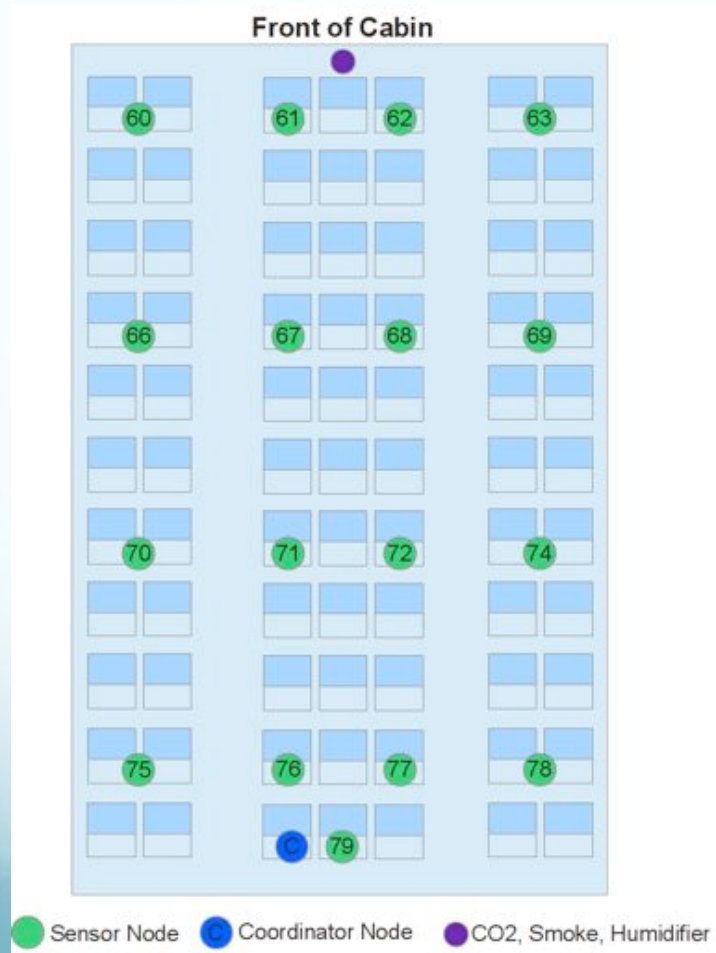 Front of Cabin
60 61 62 63
66 67 68 69
70 71 72 74
75 76 77 78
C 79
Sensor Node C Coordinator Node CO2, Smoke, Humidifier